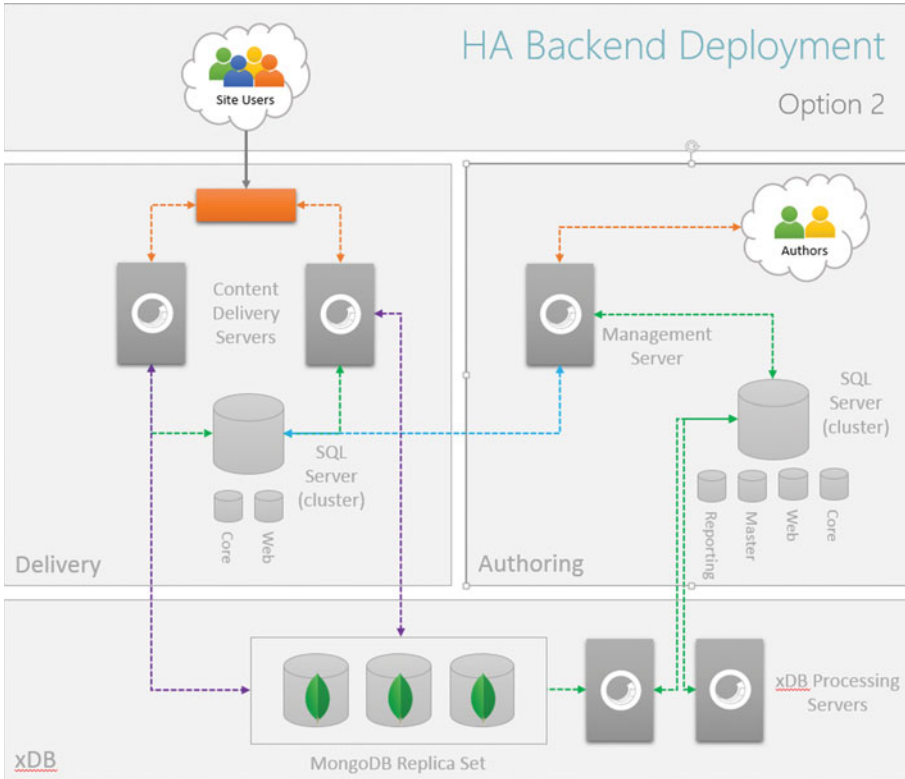 HA Backend Deployment
Option 2
Site Users
Authors
Content
Delivery
Servers
Management
Server
SQL
Server
(cluster)
SQL
Server
(cluster)
Core
Web
Reporting
Master
Web
Core
Delivery
Authoring
xDB Processing
Servers
MongoDB Replica Set
xDB